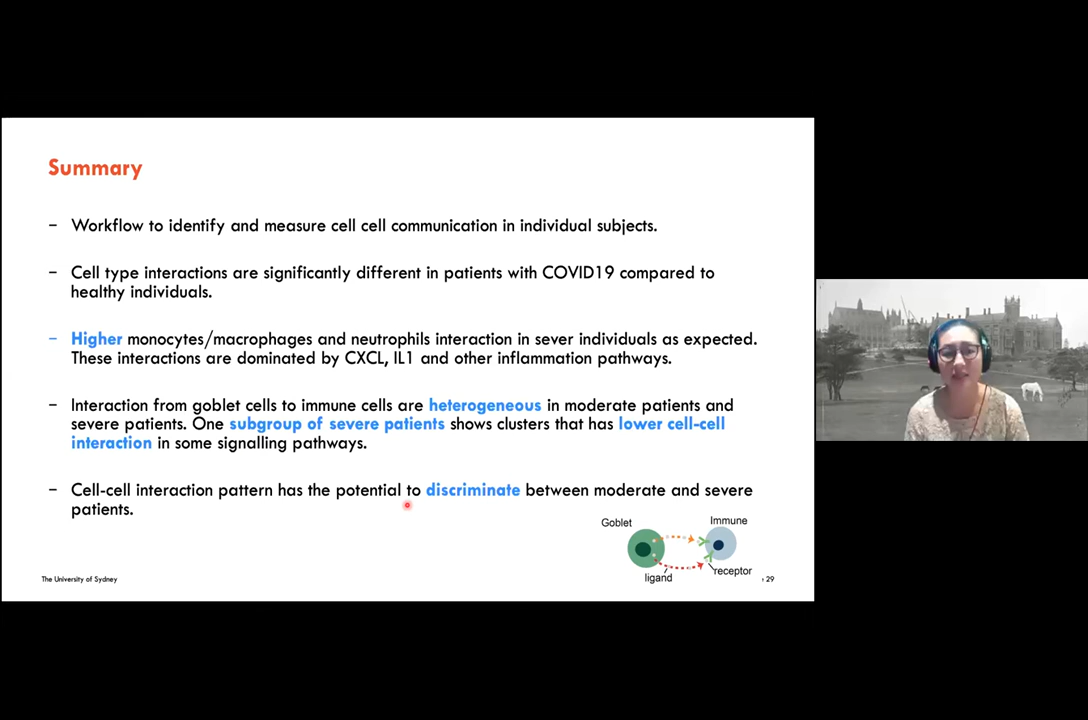 Summary
– Workflow to identify and measure cell cell communication in individual subjects.
– Cell type interactions are significantly different in patients with COVID19 compared to
healthy individuals.
– Higher monocytes/macrophages and neutrophils interaction in sever individuals as expected.
These interactions are dominated by CXCL, IL1 and other inflammation pathways.
– Interaction from goblet cells to immune cells are heterogeneous in moderate patients and
severe patients. One subgroup of severe patients shows clusters that has lower cell-cell
interaction in some signalling pathways.
– Cell-cell interaction pattern has the potential to discriminate between moderate and severe
patients.
Goblet
Immune
ligand
receptor
The University of Sydney
29